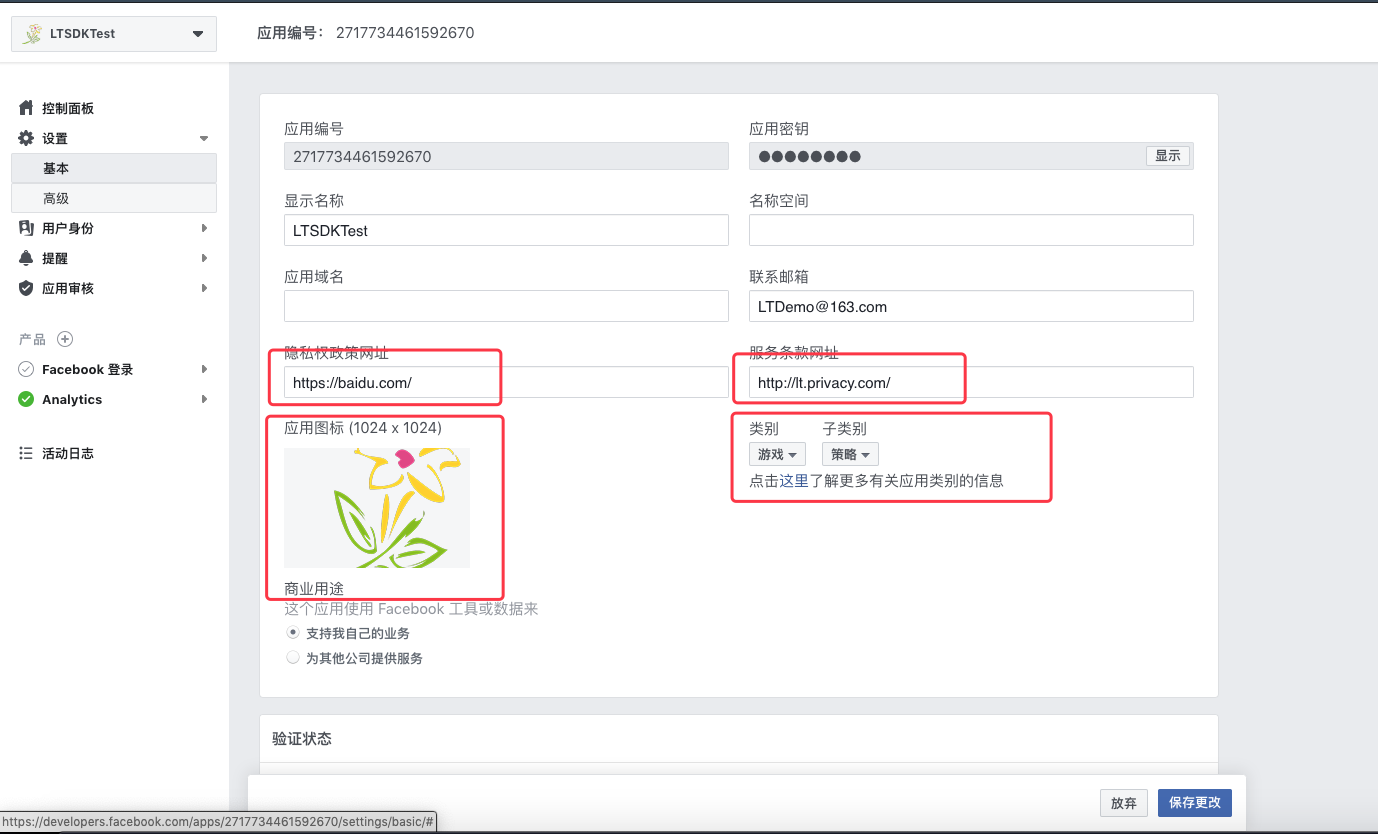 LTSDKTest
应用编号： 2717734461592670
控制面板
设置
基本
高级
用户身份
提醒
应用审核
产品
Facebook 登录
Analytics
活动日志
应用编号
2717734461592670
应用密钥
显示
显示名称
LTSDKTest
名称空间
应用域名
联系邮箱
LTDemo@163.com
隐私权政策网址
https://baidu.com/
服务条款网址
http://lt.privacy.com/
应用图标 (1024 x 1024)
类别 子类别
游戏 策略
点击这里了解更多有关应用类别的信息
商业用途
这个应用使用 Facebook 工具或数据来
支持我自己的业务
为其他公司提供服务
验证状态
放弃 保存更改
https://developers.facebook.com/apps/2717734461592670/settings/basic/#